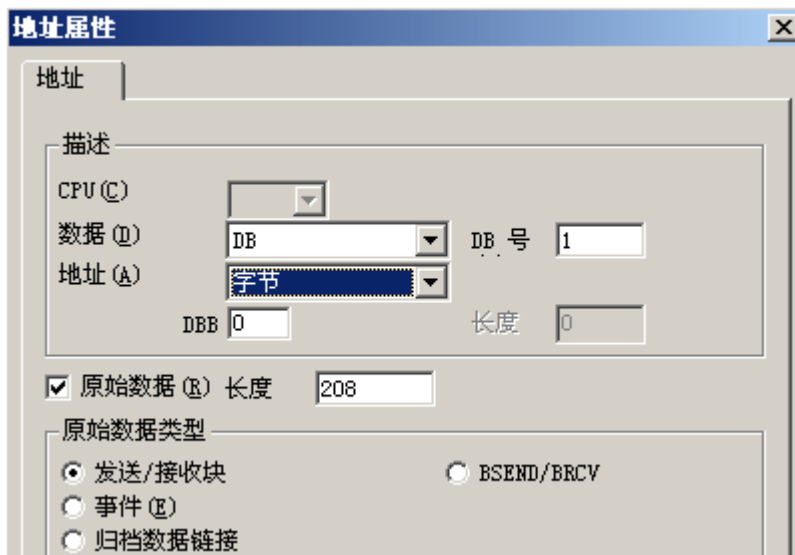 地址属性
地址
描述
CPU(C)
数据(D) DB DB 号 1
地址(A) 字节
DBB 0 长度 0
原始数据(R) 长度 208
原始数据类型
发送/接收块 BSEND/BRCV
事件(E)
归档数据链接